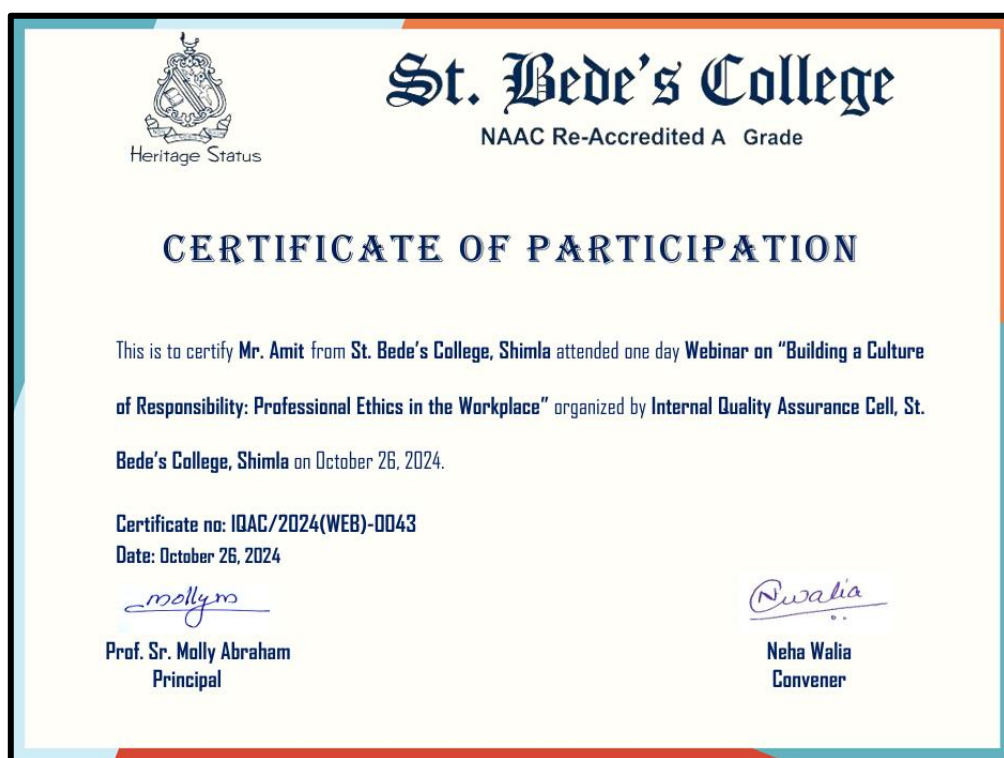 St. Bede's College
NAAC Re-Accredited A Grade
Heritage Status
CERTIFICATE OF PARTICIPATION
This is to certify Mr. Amit from St. Bede's College, Shimla attended one day Webinar on “Building a Culture
of Responsibility: Professional Ethics in the Workplace” organized by Internal Quality Assurance Cell, St.
Bede's College, Shimla on October 26, 2024.
Certificate no: IQAC/2024(WEB)-0043
Date: October 26, 2024
mollym
Nwalia
Prof. Sr. Molly Abraham
Neha Walia
Principal
Convener